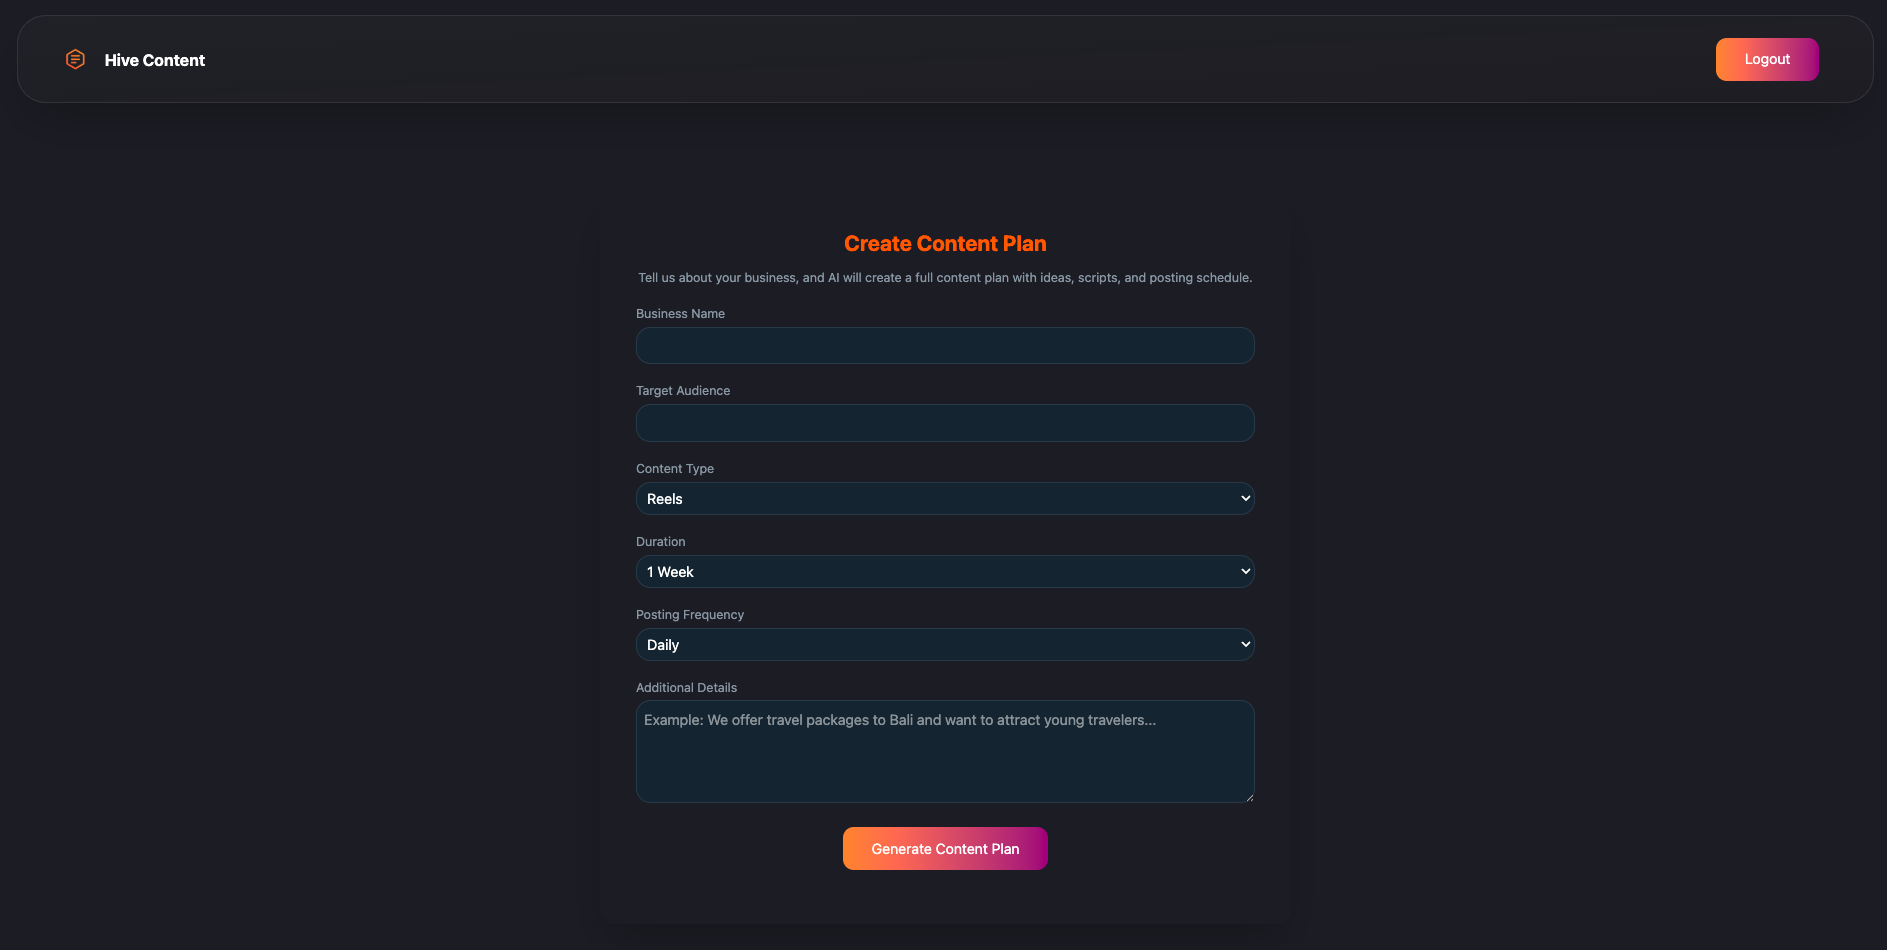 Hive Content
Logout
Create Content Plan
Tell us about your business, and AI will create a full content plan with ideas, scripts, and posting schedule.
Business Name
Target Audience
Content Type
Reels
Duration
1 Week
Posting Frequency
Daily
Additional Details
Example: We offer travel packages to Bali and want to attract young travelers...
Generate Content Plan